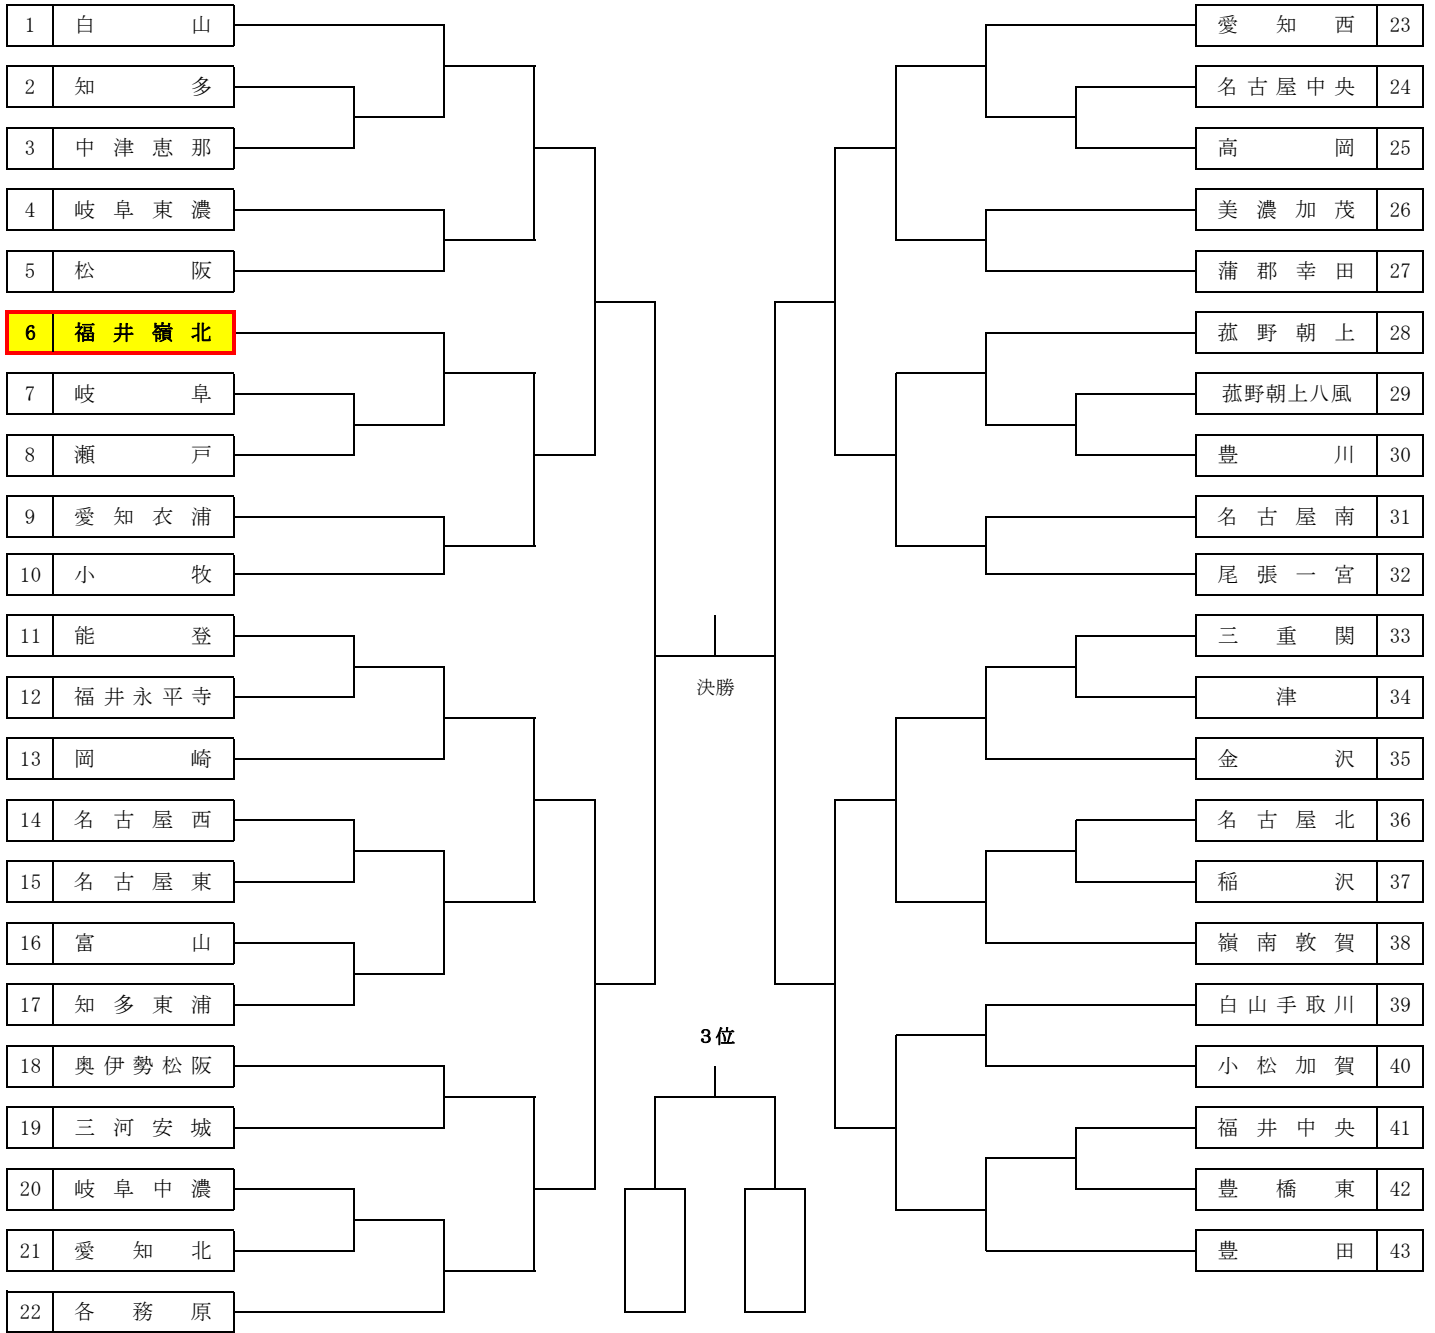 1 白山
2 知多
3 中津恵那
4 岐阜東濃
5 松阪
6 福井嶺北
7 岐阜
8 瀬戸
9 愛知衣浦
10 小牧
11 能登
12 福井永平寺
13 岡崎
14 名古屋西
15 名古屋東
16 富山
17 知多東浦
18 奥伊勢松阪
19 三河安城
20 岐阜中濃
21 愛知北
22 各務原
決勝
3位
愛知西 23
名古屋中央 24
高岡 25
美濃加茂 26
蒲郡幸田 27
菰野朝上 28
菰野朝上八風 29
豊川 30
名古屋南 31
尾張一宮 32
三重関 33
津 34
金沢 35
名古屋北 36
稲沢 37
嶺南敦賀 38
白山手取川 39
小松加賀 40
福井中央 41
豊橋東 42
豊田 43